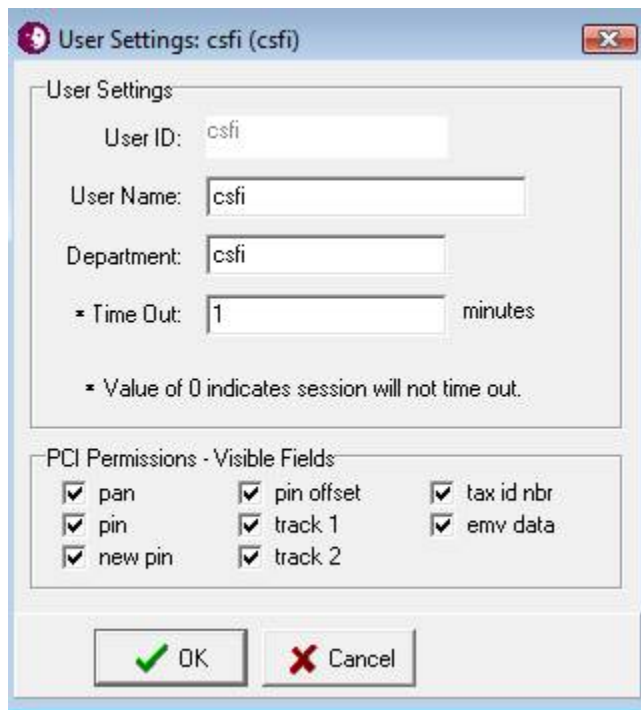 User Settings: csfi (csfi)
User Settings
User ID: csfi
User Name: csfi
Department: csfi
* Time Out: 1 minutes
* Value of 0 indicates session will not time out.
PCI Permissions - Visible Fields
pan pin offset tax id nbr
pin track 1 emv data
new pin track 2
OK Cancel